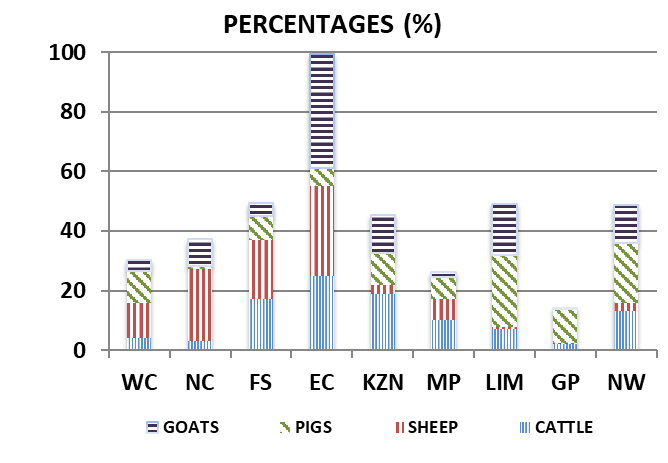 PERCENTAGES (%)
100
80
60
40
20
0
WC NC FS EC KZN MP LIM GP NW
GOATS PIGS SHEEP CATTLE